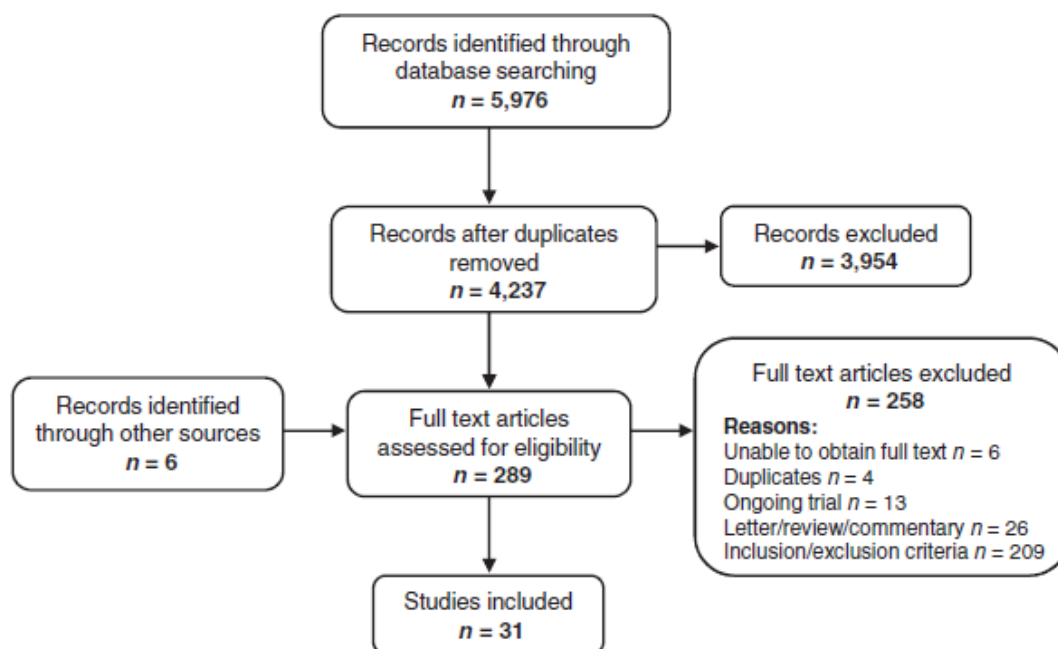 Records identified through
database searching
n = 5,976
Records after duplicates
removed
n = 4,237
Records excluded
n = 3,954
Records identified
through other sources
n = 6
Full text articles
assessed for eligibility
n = 289
Full text articles excluded
n = 258
Reasons:
Unable to obtain full text n = 6
Duplicates n = 4
Ongoing trial n = 13
Letter/review/commentary n = 26
Inclusion/exclusion criteria n = 209
Studies included
n = 31